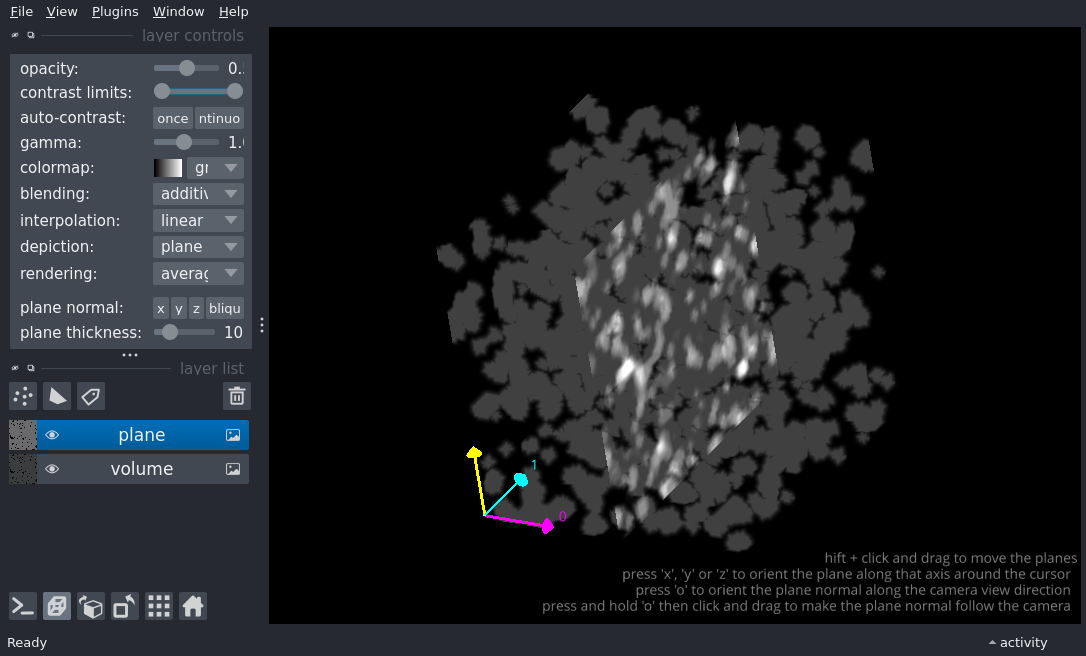 File View Plugins Window Help
layer controls
opacity: 0.
contrast limits:
auto-contrast: once ntinuo
gamma: 1.
colormap: gr
blending: additiv
interpolation: linear
depiction: plane
rendering: averag
plane normal: x y z bliqu
plane thickness: 10
layer list
plane
volume
1
0
hift + click and drag to move the planes
press 'x', 'y' or 'z' to orient the plane along that axis around the cursor
press 'o' to orient the plane normal along the camera view direction
press and hold 'o' then click and drag to make the plane normal follow the camera
Ready
activity